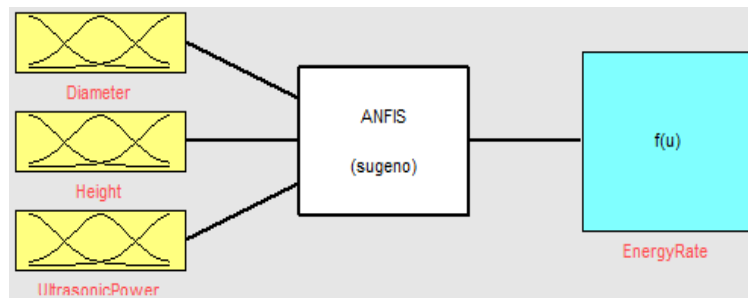 Diameter
Height
UltrasonicPower
ANFIS
(sugeno)
f(u)
EnergyRate